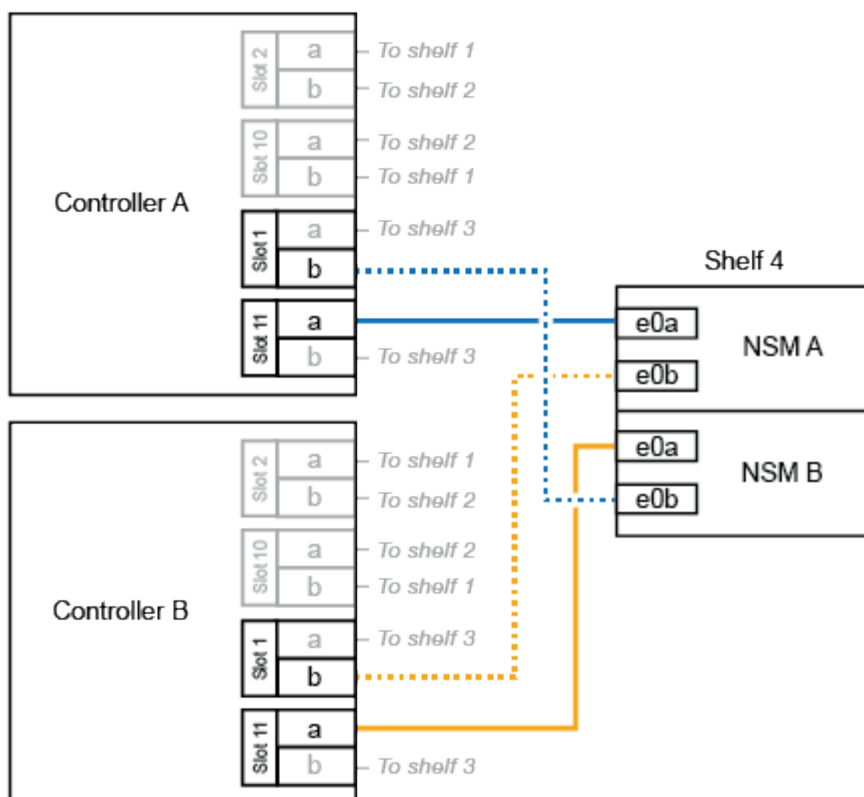 Controller A
Slot 2
a
To shelf 1
b
To shelf 2
Slot 10
a
To shelf 2
b
To shelf 1
Slot 1
a
To shelf 3
b
Slot 11
a
b
To shelf 3
Shelf 4
e0a
NSM A
e0b
e0a
NSM B
e0b
Controller B
Slot 2
a
To shelf 1
b
To shelf 2
Slot 10
a
To shelf 2
b
To shelf 1
Slot 1
a
To shelf 3
b
Slot 11
a
b
To shelf 3